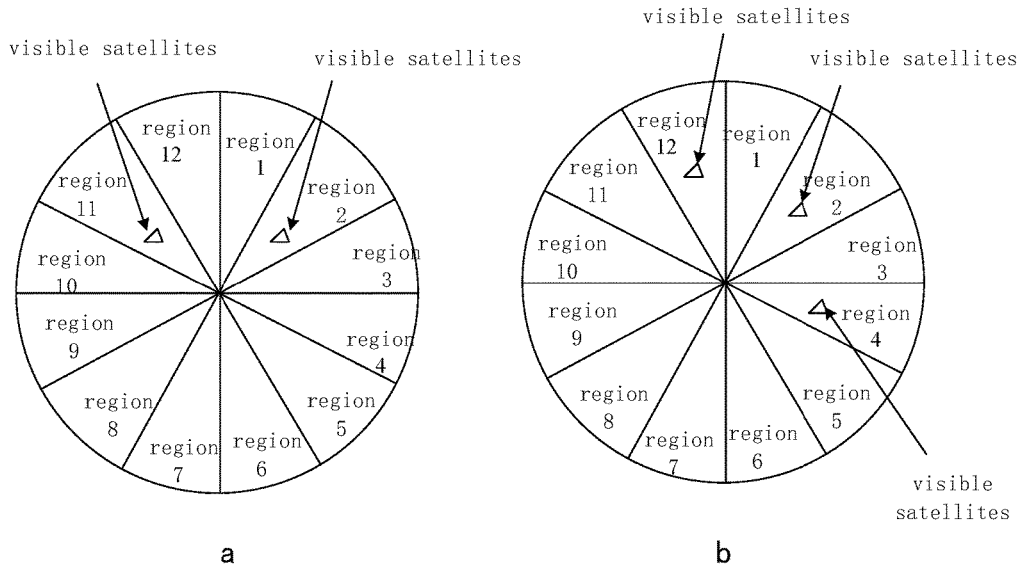 visible satellites
visible satellites
region
12
region
1
region
11
region
2
region
10
region
3
region
9
region
4
region
8
region
5
region
7
region
6
a
visible satellites
visible satellites
region
12
region
1
region
11
region
2
region
10
region
3
region
9
region
4
region
8
region
5
region
7
region
6
visible
satellites
b